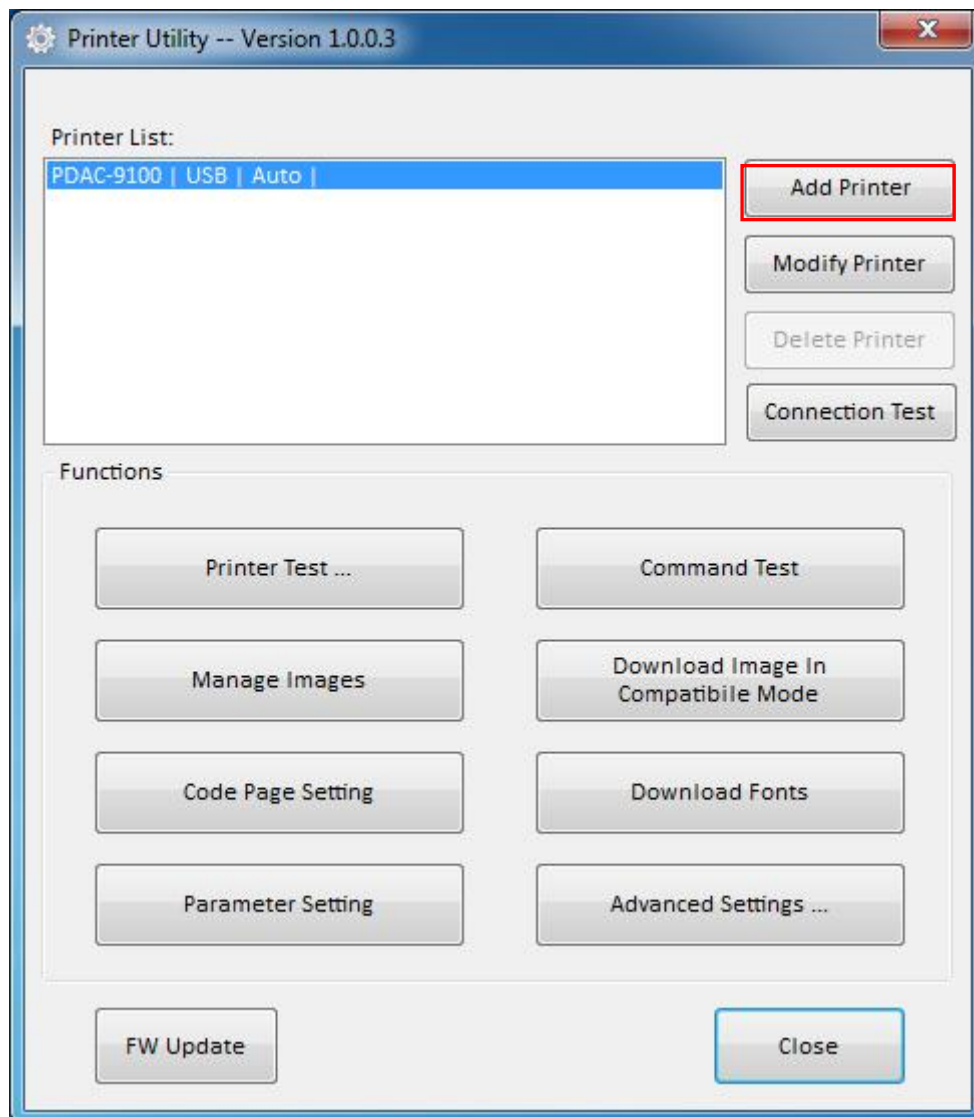 Printer Utility -- Version 1.0.0.3
Printer List:
PDAC-9100 | USB | Auto |
Add Printer
Modify Printer
Delete Printer
Connection Test
Functions
Printer Test ...
Command Test
Manage Images
Download Image In
Compatibile Mode
Code Page Setting
Download Fonts
Parameter Setting
Advanced Settings ...
FW Update
Close